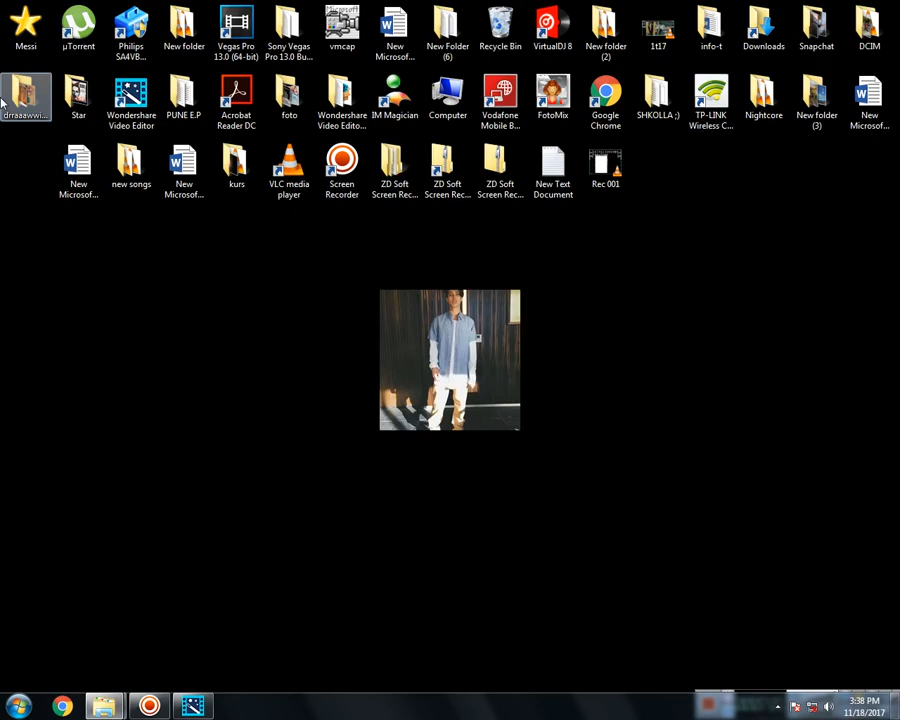 Messi
µTorrent
Philips SA4VB...
New folder
Vegas Pro 13.0 (64-bit)
Sony Vegas Pro 13.0 Bu...
vmcap
New Microsof...
New Folder (6)
Recycle Bin
VirtualDJ 8
New folder (2)
1t17
info-t
Downloads
Snapchat
DCIM
drraaawwi...
Star
Wondershare Video Editor
PUNE E.P
Acrobat Reader DC
foto
Wondershare Video Edito...
IM Magician
Computer
Vodafone Mobile B...
FotoMix
Google Chrome
SHKOLLA ;)
TP-LINK Wireless C...
Nightcore
New folder (3)
New Microsof...
New Microsof...
new songs
New Microsof...
kurs
VLC media player
Screen Recorder
ZD Soft Screen Rec...
ZD Soft Screen Rec...
ZD Soft Screen Rec...
New Text Document
Rec 001
3:38 PM
11/18/2017